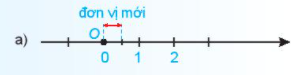 đơn vị mới
a) O
0 1 2